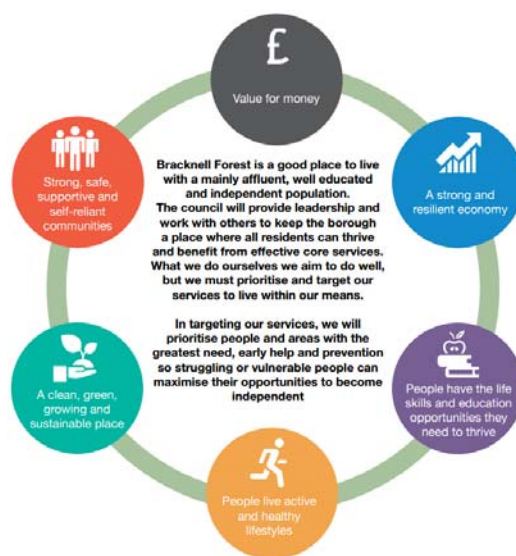 £
Value for money
A strong and
resilient economy
People have the life
skills and education
opportunities they
need to thrive
People live active
and healthy
lifestyles
A clean, green,
growing and
sustainable place
Strong, safe,
supportive and
self-reliant
communities
Bracknell Forest is a good place to live
with a mainly affluent, well educated
and independent population.
The council will provide leadership and
work with others to keep the borough
a place where all residents can thrive
and benefit from effective core services.
What we do ourselves we aim to do well,
but we must prioritise and target our
services to live within our means.
In targeting our services, we will
prioritise people and areas with the
greatest need, early help and prevention
so struggling or vulnerable people can
maximise their opportunities to become
independent